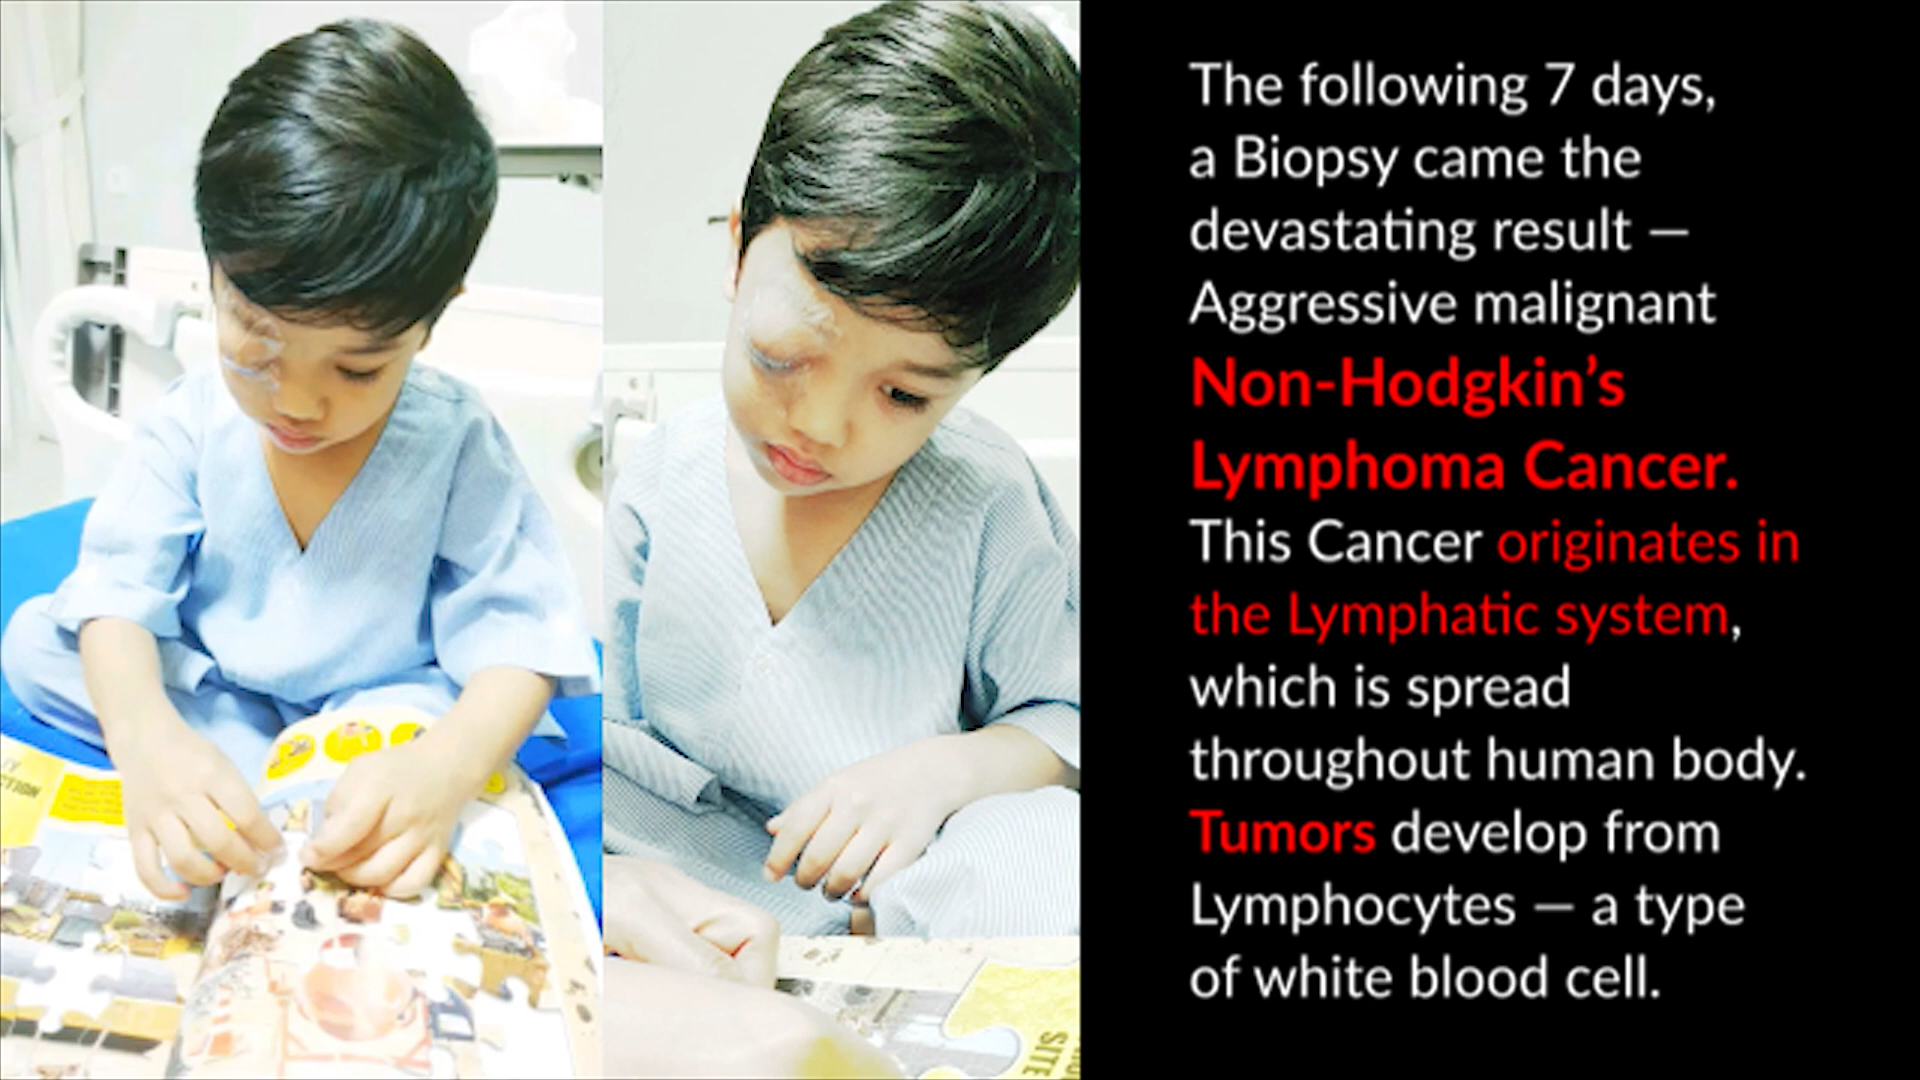 The following 7 days,
a Biopsy came the
devastating result —
Aggressive malignant
Non-Hodgkin’s
Lymphoma Cancer.
This Cancer originates in
the Lymphatic system,
which is spread
throughout human body.
Tumors develop from
Lymphocytes — a type
of white blood cell.
SITE